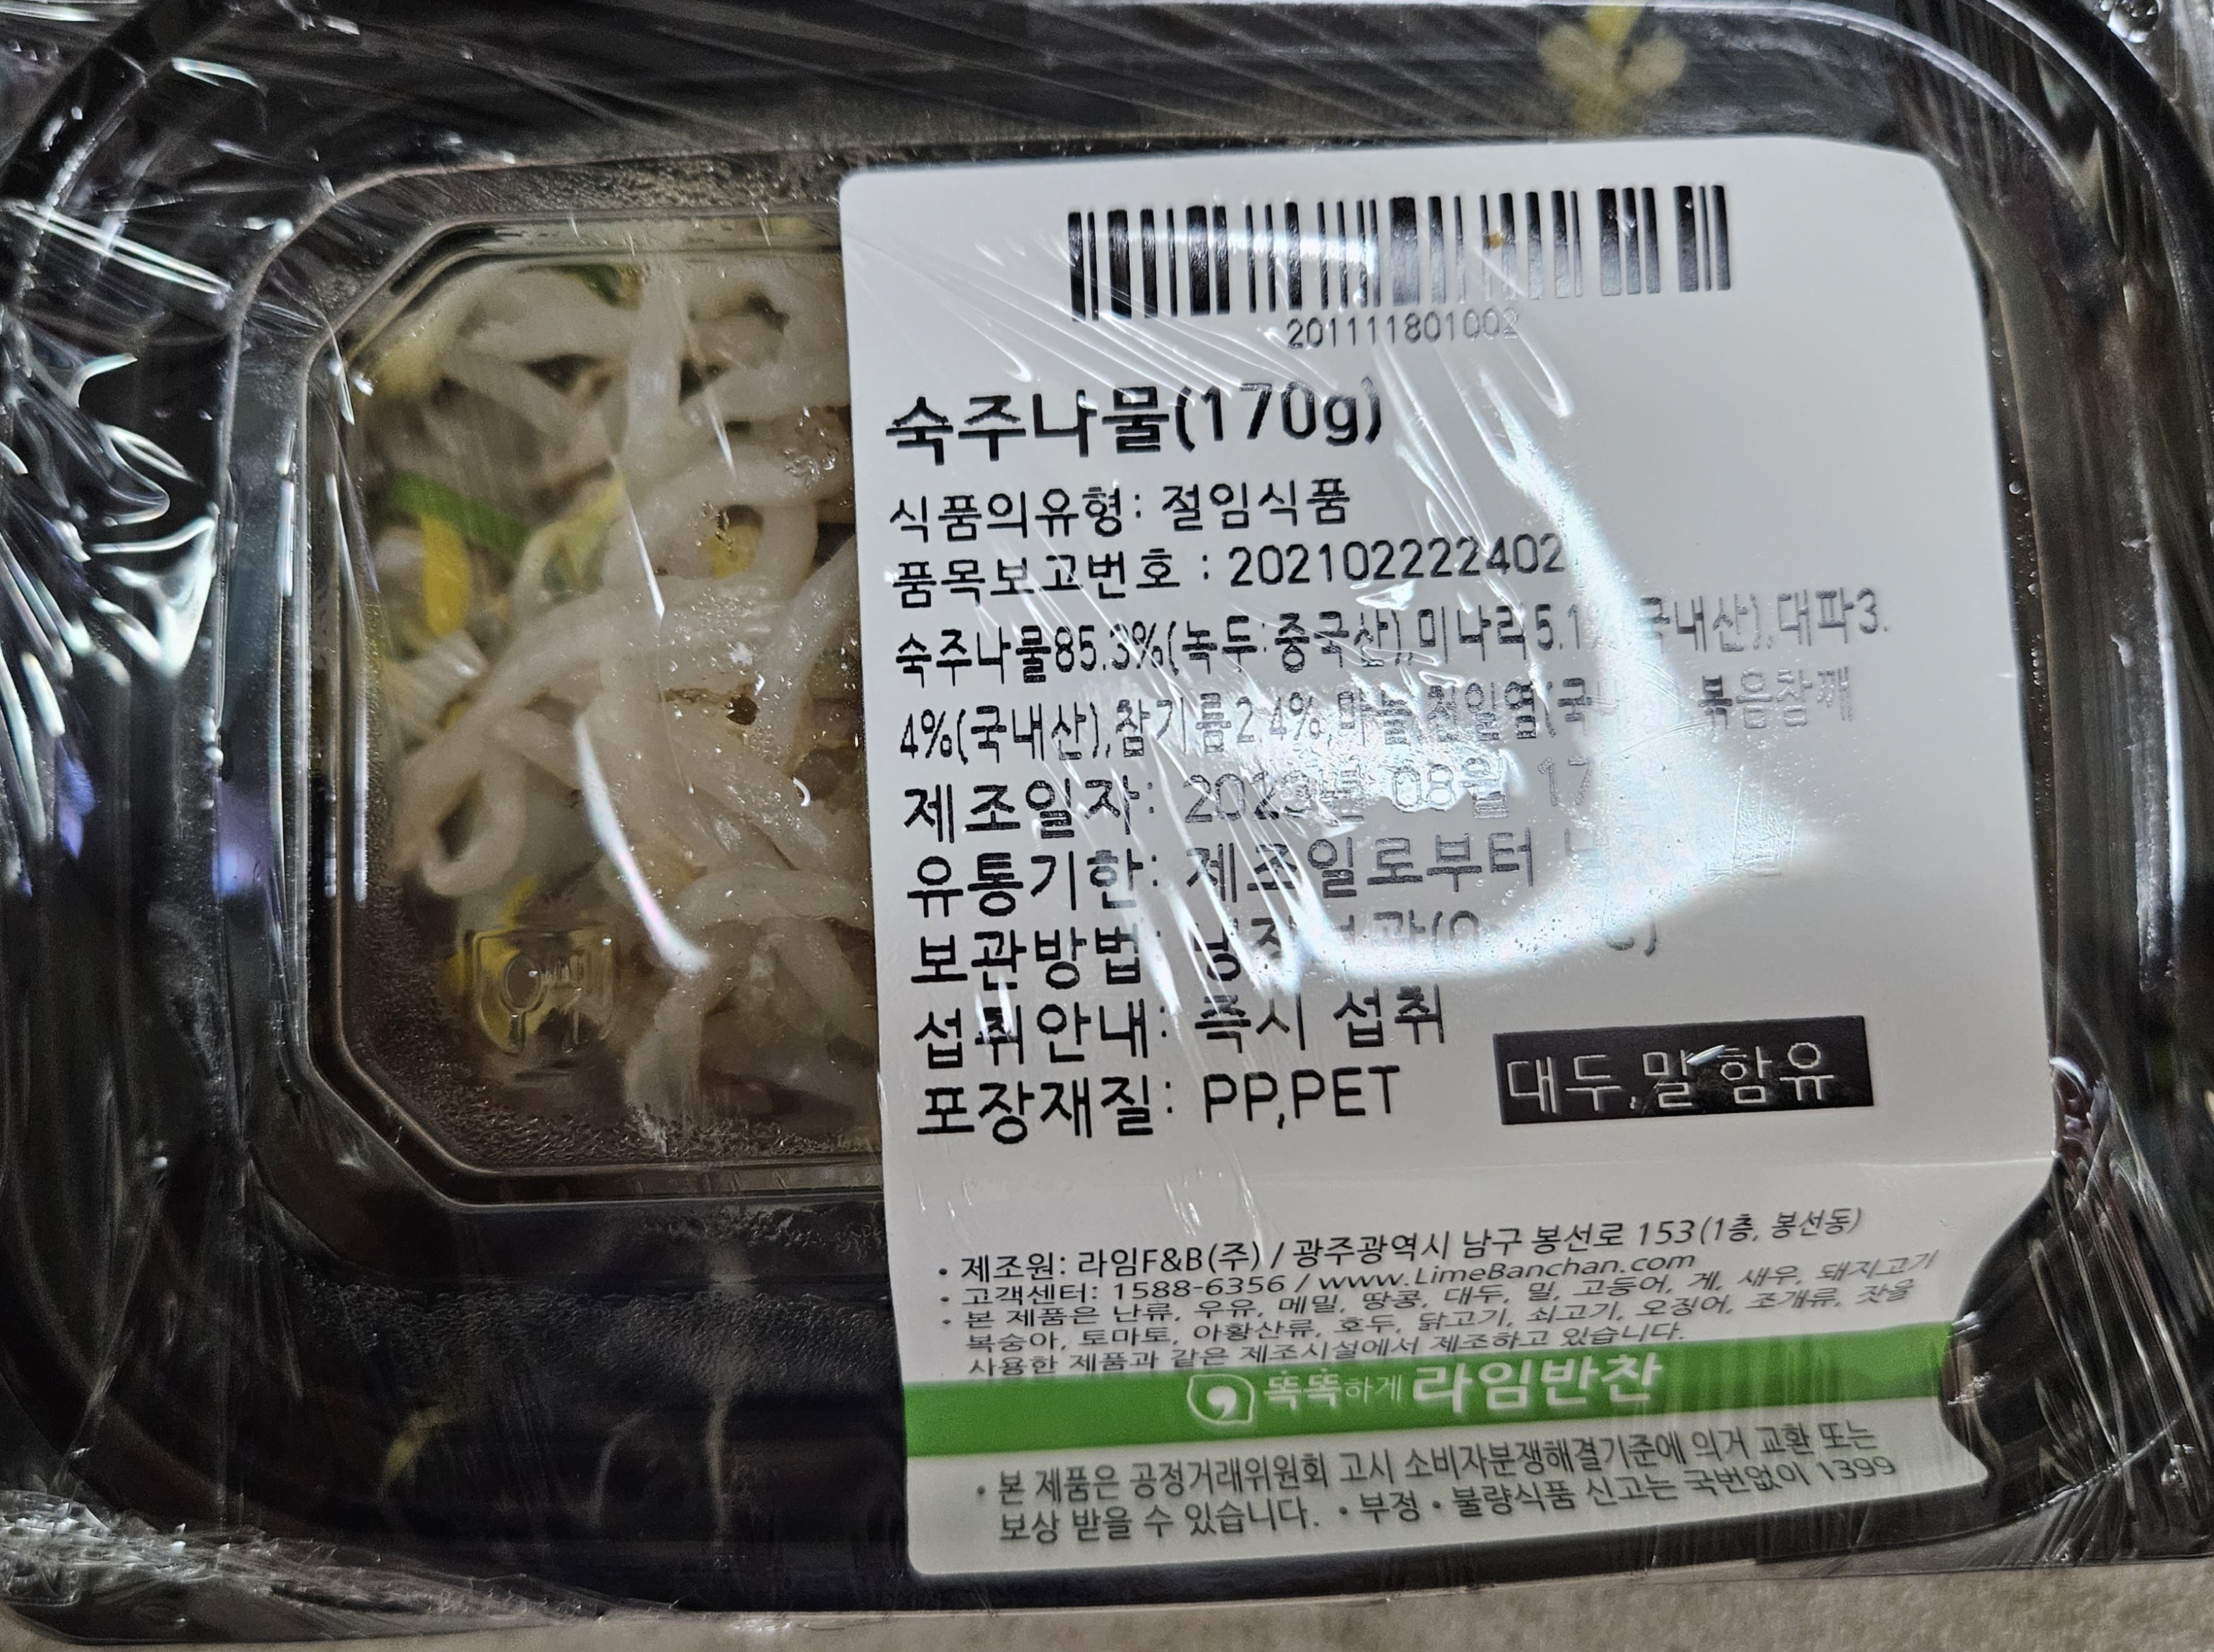 201111801002
숙주나물(170g)
식품의유형: 절임식품
품목보고번호 : 202102222402
숙주나물85.3%(녹두:중국산),미나리5.1% 국내산),대파3.
4%(국내산),참기름2.4%,마늘,천일염(국 볶음참깨
제조일자: 08월 17
유통기한: 제조일로부터
보관방법: 냉장보관(0
섭취안내: 즉시 섭취
포장재질: PP,PET
대두,밀 함유
• 제조원: 라임F&B(주) / 광주광역시 남구 봉선로 153(1층, 봉선동)
• 고객센터: 1588-6356 / www.LimeBanchan.com
• 본 제품은 난류, 우유, 메밀, 땅콩, 대두, 밀, 고등어, 게, 새우, 돼지고기
복숭아, 토마토, 아황산류, 호두, 닭고기, 쇠고기, 오징어, 조개류, 잣을
사용한 제품과 같은 제조시설에서 제조하고 있습니다.
똑똑하게 라임반찬
• 본 제품은 공정거래위원회 고시 소비자분쟁해결기준에 의거 교환 또는
보상 받을 수 있습니다. • 부정 • 불량식품 신고는 국번없이 1399